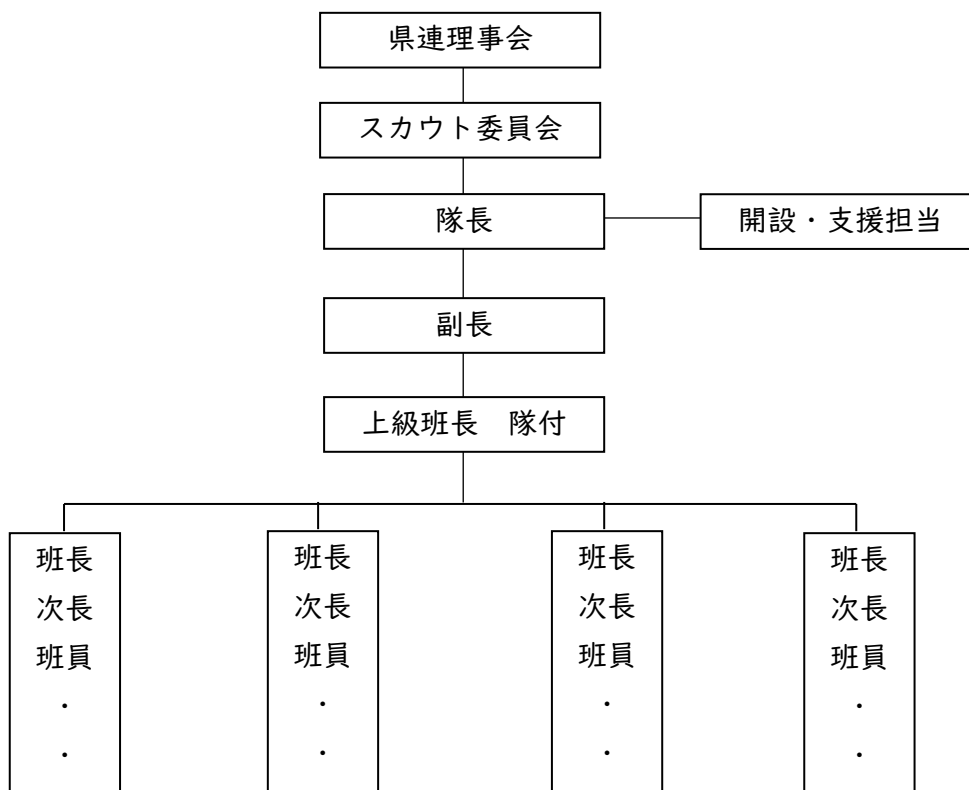 県連理事会
スカウト委員会
隊長
開設・支援担当
副長
上級班長　隊付
班長
次長
班員
・
・
班長
次長
班員
・
・
班長
次長
班員
・
・
班長
次長
班員
・
・